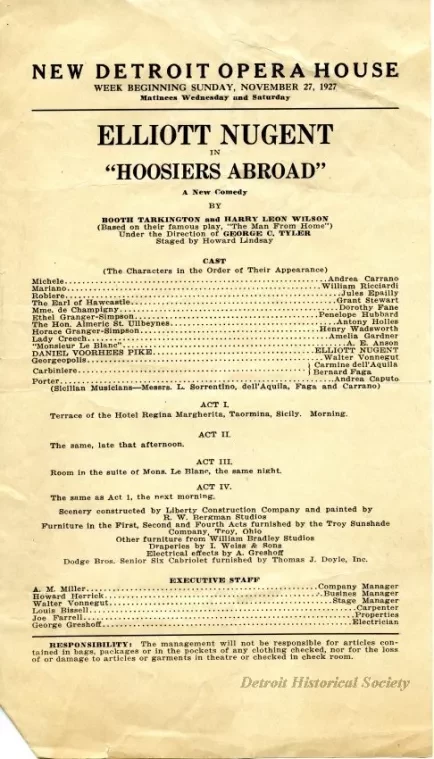 NEW DETROIT OPERA HOUSE
WEEK BEGINNING SUNDAY, NOVEMBER 27, 1927
Matinees Wednesday and Saturday
ELLIOTT NUGENT
IN
"HOOSIERS ABROAD"
A New Comedy
BY
BOOTH TARKINGTON and HARRY LEON WILSON
(Based on their famous play, "The Man From Home")
Under the Direction of GEORGE C. TYLER
Staged by Howard Lindsay
CAST
(The Characters in the Order of Their Appearance)
Michele........Andrea Carrano
Mariano........William Ricciardi
Robiere........Jules Epailly
The Earl of Hawcastle........Grant Stewart
Mme. de Champigny........Dorothy Fane
Ethel Granger-Simpson........Penelope Hubbard
The Hon. Almeric St. Ullbeynes........Antony Holles
Horace Granger-Simpson........Henry Wadsworth
Lady Creech........Amelia Gardner
"Monsieur Le Blanc"........A. E. Anson
DANIEL VOORHEES PIKE........ELLIOTT NUGENT
Georgeopolis........Walter Vonnegut
Carbiniere........{ Carmine dell'Aquila
{ Bernard Faga
Porter........Andrea Caputo
(Sicilian Musicians—Messrs. L. Sorrentino, dell'Aquila, Faga and Carrano)
ACT I.
Terrace of the Hotel Regina Margherita, Taormina, Sicily. Morning.
ACT II.
The same, late that afternoon.
ACT III.
Room in the suite of Mons. Le Blanc, the same night.
ACT IV.
The same as Act 1, the next morning.
Scenery constructed by Liberty Construction Company and painted by
R. W. Bergman Studios
Furniture in the First, Second and Fourth Acts furnished by the Troy Sunshade
Company, Troy, Ohio
Other furniture from William Bradley Studios
Draperies by I. Weiss & Sons
Electrical effects by A. Greshoff
Dodge Bros. Senior Six Cabriolet furnished by Thomas J. Doyle, Inc.
EXECUTIVE STAFF
A. M. Miller........Company Manager
Howard Herrick........Busines Manager
Walter Vonnegut........Stage Manager
Louis Bissell........Carpenter
Joe Farrell........Properties
George Greshoff........Electrician
RESPONSIBILITY: The management will not be responsible for articles con-
tained in bags, packages or in the pockets of any clothing checked, nor for the loss
of or damage to articles or garments in theatre or checked in check room.
Detroit Historical Society